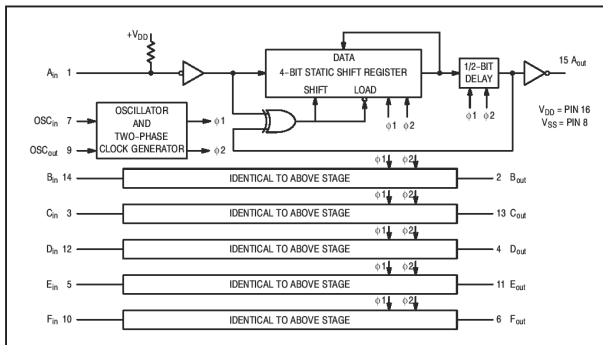 +VDD
Ain 1
DATA
4-BIT STATIC SHIFT REGISTER
SHIFT LOAD
1/2-BIT
DELAY
15 Aout
ϕ1 ϕ2
ϕ1 ϕ2
VDD = PIN 16
VSS = PIN 8
OSCin 7
OSCout 9
OSCILLATOR
AND
TWO-PHASE
CLOCK GENERATOR
ϕ1
ϕ2
ϕ1 ϕ2
Bin 14 IDENTICAL TO ABOVE STAGE 2 Bout
ϕ1 ϕ2
Cin 3 IDENTICAL TO ABOVE STAGE 13 Cout
ϕ1 ϕ2
Din 12 IDENTICAL TO ABOVE STAGE 4 Dout
ϕ1 ϕ2
Ein 5 IDENTICAL TO ABOVE STAGE 11 Eout
ϕ1 ϕ2
Fin 10 IDENTICAL TO ABOVE STAGE 6 Fout